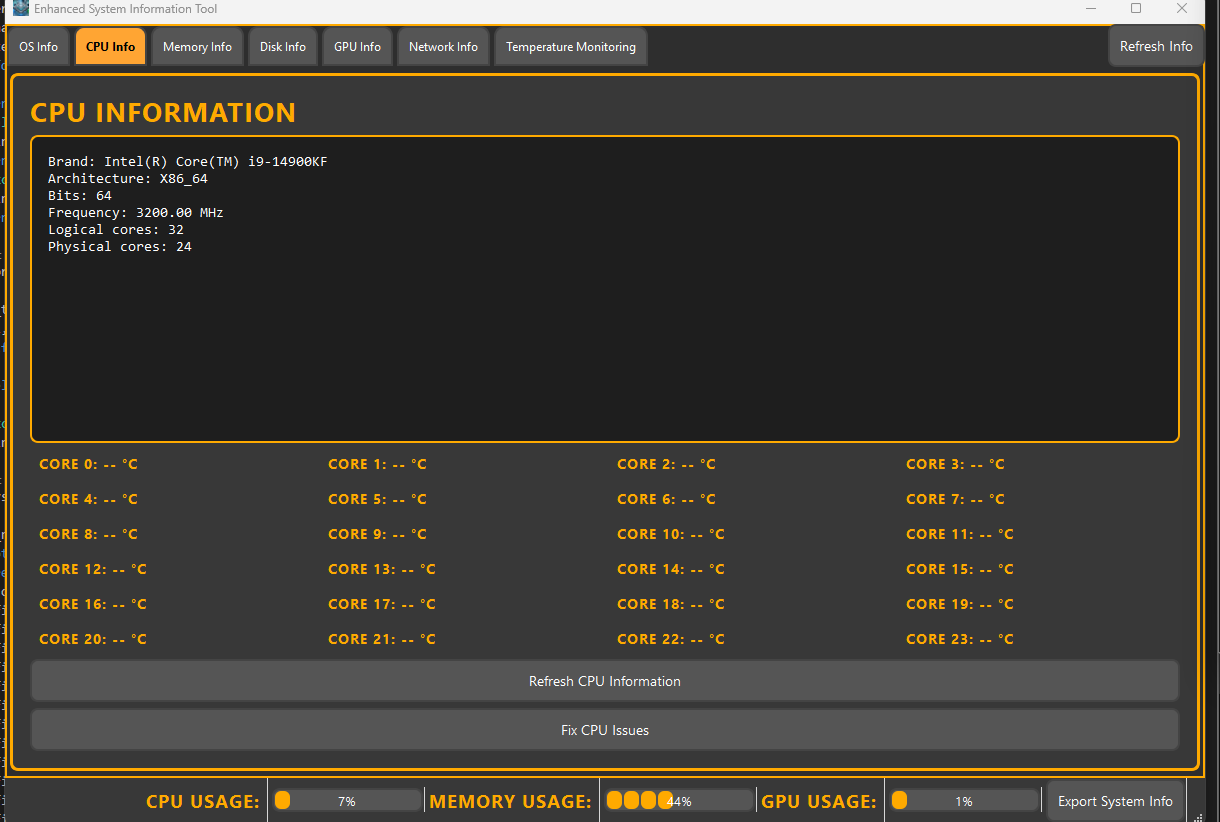 Enhanced System Information Tool
OS Info CPU Info Memory Info Disk Info GPU Info Network Info Temperature Monitoring Refresh Info
CPU INFORMATION
Brand: Intel(R) Core(TM) i9-14900KF
Architecture: X86_64
Bits: 64
Frequency: 3200.00 MHz
Logical cores: 32
Physical cores: 24
CORE 0: -- °C CORE 1: -- °C CORE 2: -- °C CORE 3: -- °C
CORE 4: -- °C CORE 5: -- °C CORE 6: -- °C CORE 7: -- °C
CORE 8: -- °C CORE 9: -- °C CORE 10: -- °C CORE 11: -- °C
CORE 12: -- °C CORE 13: -- °C CORE 14: -- °C CORE 15: -- °C
CORE 16: -- °C CORE 17: -- °C CORE 18: -- °C CORE 19: -- °C
CORE 20: -- °C CORE 21: -- °C CORE 22: -- °C CORE 23: -- °C
Refresh CPU Information
Fix CPU Issues
CPU USAGE: 7% MEMORY USAGE: 44% GPU USAGE: 1% Export System Info